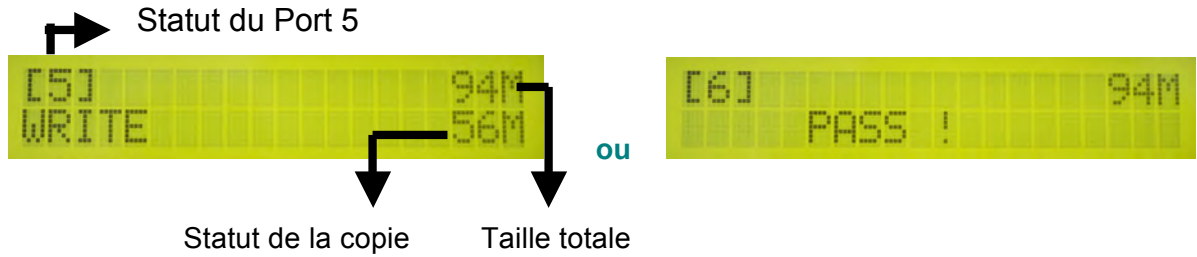 Statut du Port 5
[5] 94M
WRITE 56M
ou
[6] 94M
PASS !
Statut de la copie
Taille totale